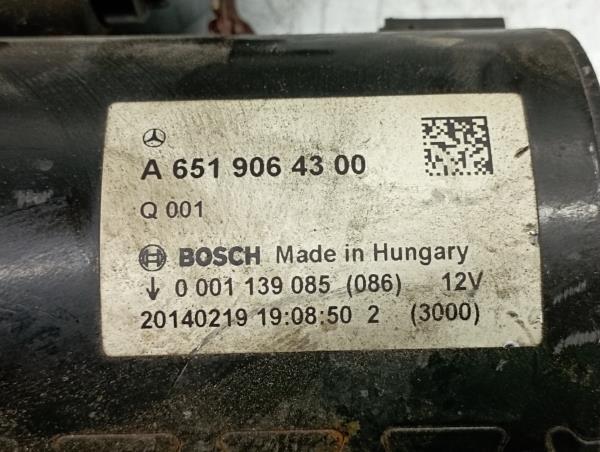 A 651 906 43 00
Q 001
BOSCH Made in Hungary
↓ 0 001 139 085 (086) 12V
20140219 19:08:50 2 (3000)